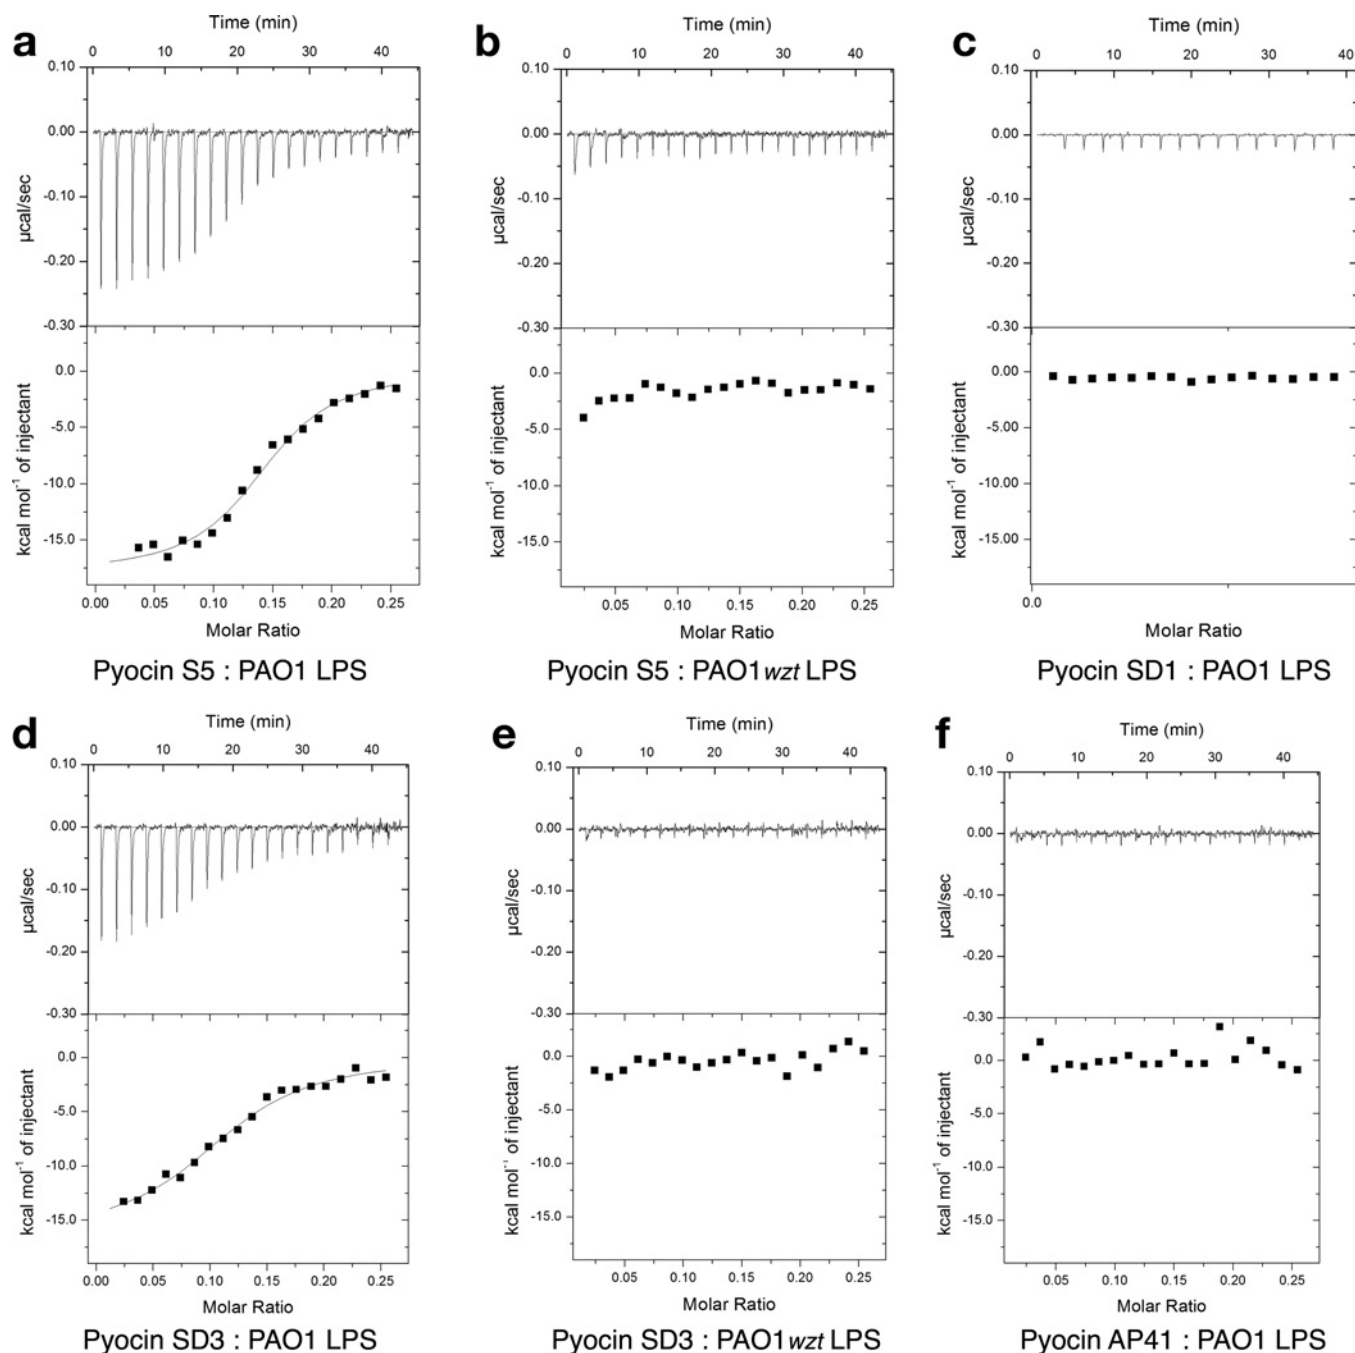 a
Time (min)
0 10 20 30 40
0.10
0.00
-0.10
-0.20
-0.30
µcal/sec
0.0
-5.0
-10.0
-15.0
kcal mol⁻¹ of injectant
0.00 0.05 0.10 0.15 0.20 0.25
Molar Ratio
Pyocin S5 : PAO1 LPS
b
Time (min)
0 10 20 30 40
0.10
0.00
-0.10
-0.20
-0.30
µcal/sec
0.0
-5.0
-10.00
-15.00
kcal mol⁻¹ of injectant
0.05 0.10 0.15 0.20 0.25
Molar Ratio
Pyocin S5 : PAO1wzt LPS
c
Time (min)
0 10 20 30 40
0.10
0.00
-0.10
-0.20
-0.30
µcal/sec
0.0
-5.0
-10.00
-15.00
kcal mol⁻¹ of injectant
0.0
Molar Ratio
Pyocin SD1 : PAO1 LPS
d
Time (min)
0 10 20 30 40
0.10
0.00
-0.10
-0.20
-0.30
µcal/sec
0.0
-5.0
-10.0
-15.0
kcal mol⁻¹ of injectant
0.00 0.05 0.10 0.15 0.20 0.25
Molar Ratio
Pyocin SD3 : PAO1 LPS
e
Time (min)
0 10 20 30 40
0.10
0.00
-0.10
-0.20
-0.30
µcal/sec
0.0
-5.0
-10.0
-15.0
kcal mol⁻¹ of injectant
0.05 0.10 0.15 0.20 0.25
Molar Ratio
Pyocin SD3 : PAO1wzt LPS
f
Time (min)
0 10 20 30 40
0.10
0.00
-0.10
-0.20
-0.30
µcal/sec
0.0
-5.0
-10.0
-15.0
kcal mol⁻¹ of injectant
0.05 0.10 0.15 0.20 0.25
Molar Ratio
Pyocin AP41 : PAO1 LPS